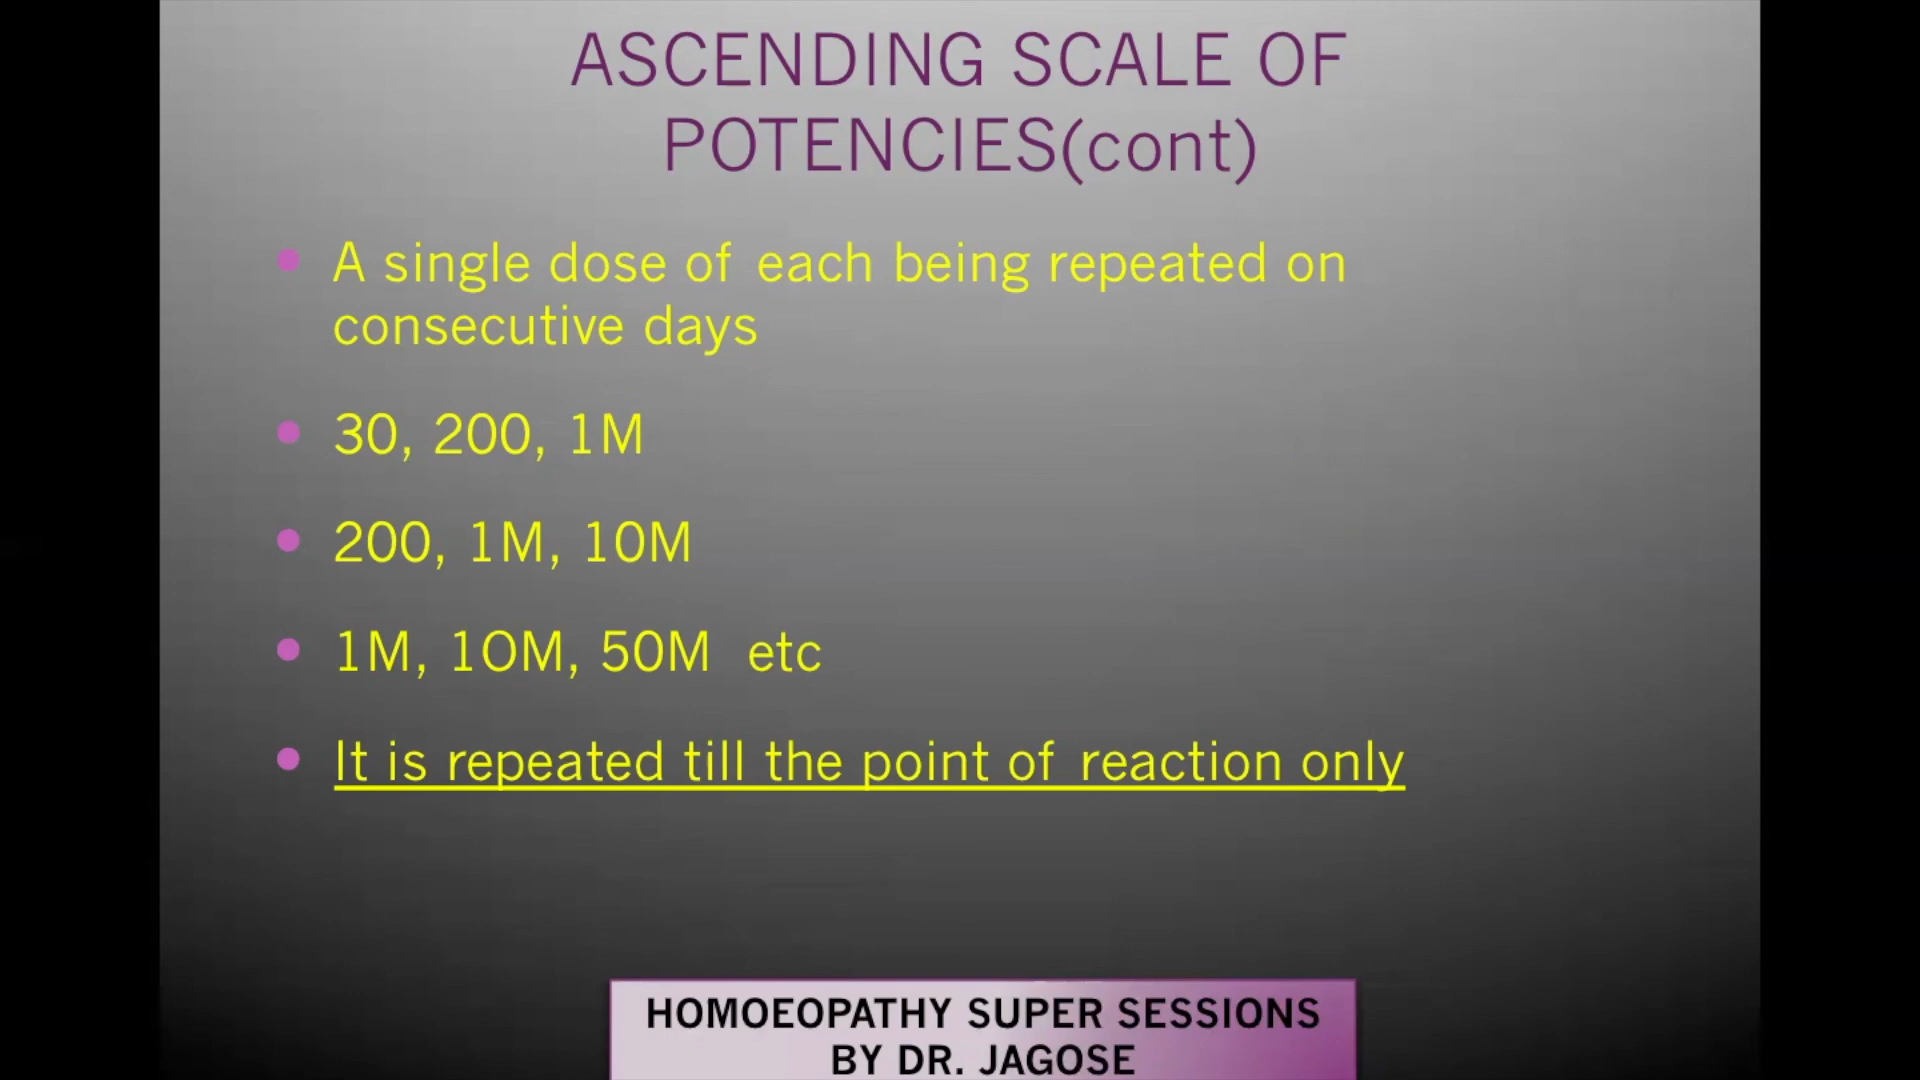 ASCENDING SCALE OF
POTENCIES(cont)
A single dose of each being repeated on
consecutive days
30, 200, 1M
200, 1M, 10M
1M, 1OM, 50M etc
It is repeated till the point of reaction only
HOMOEOPATHY SUPER SESSIONS
BY DR. JAGOSE